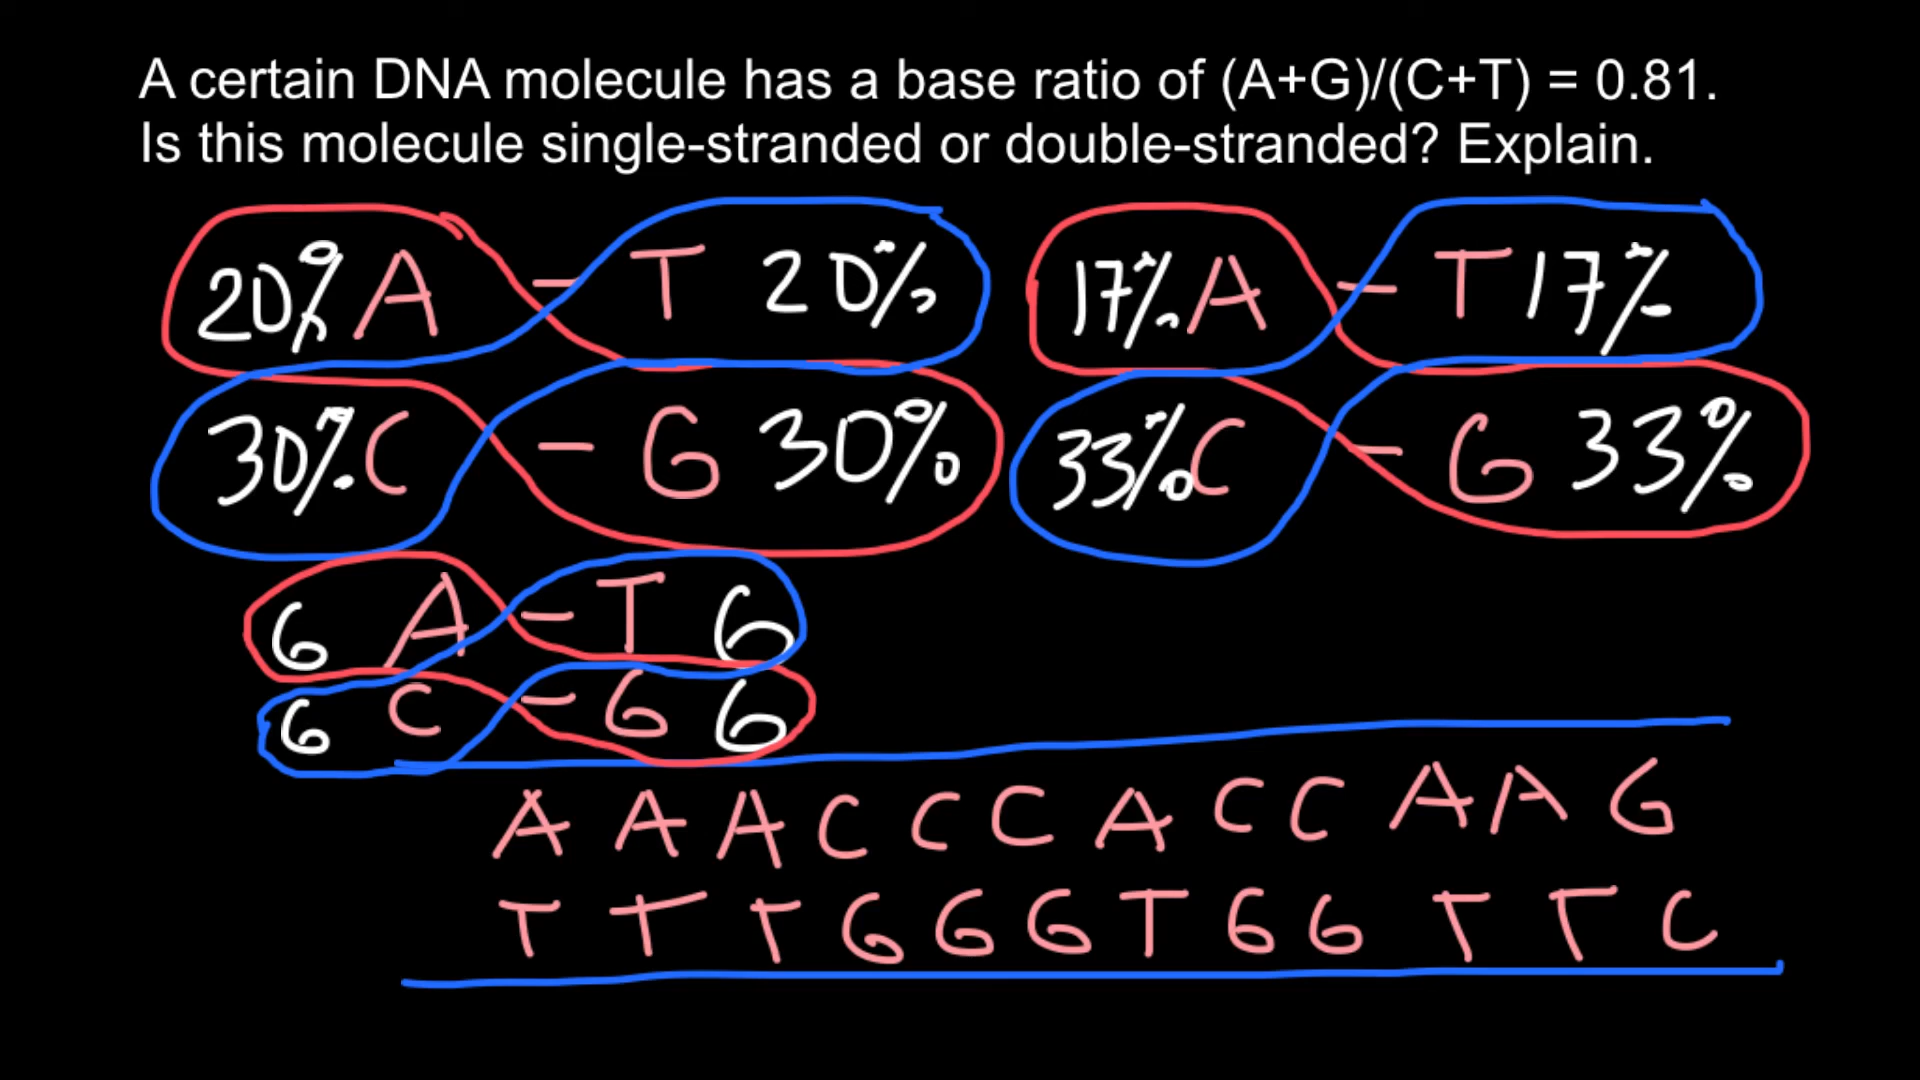 A certain DNA molecule has a base ratio of (A+G)/(C+T) = 0.81.
Is this molecule single-stranded or double-stranded? Explain.
20% A - T 20% 17% A - T 17%
30% C - G 30% 33% C - G 33%
6 A - T 6
6 C - G 6
A A A C C C A C C A A G
T T T G G G T G G T T C